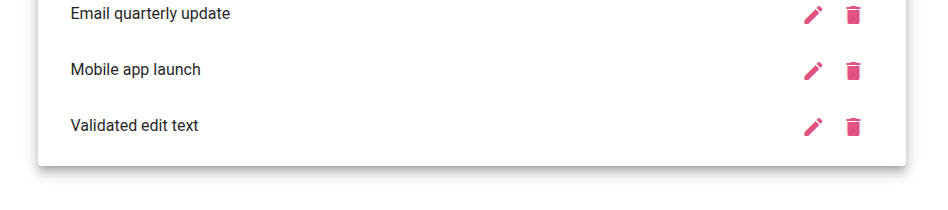 Email quarterly update
Mobile app launch
Validated edit text